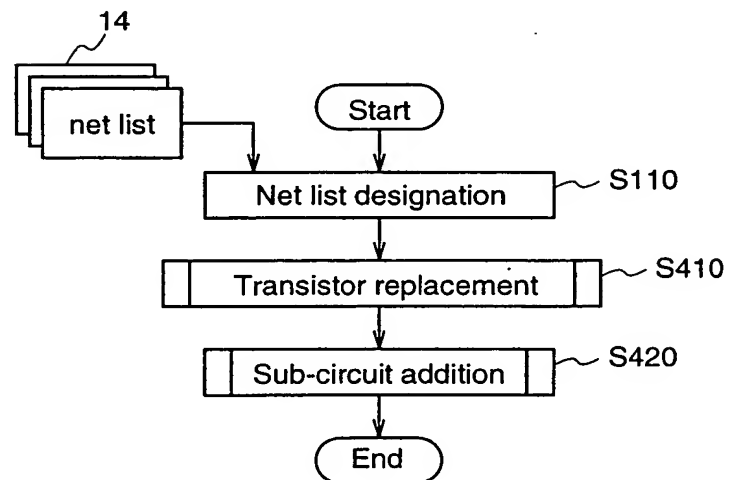 14
net list
Start
Net list designation
S110
Transistor replacement
S410
Sub-circuit addition
S420
End